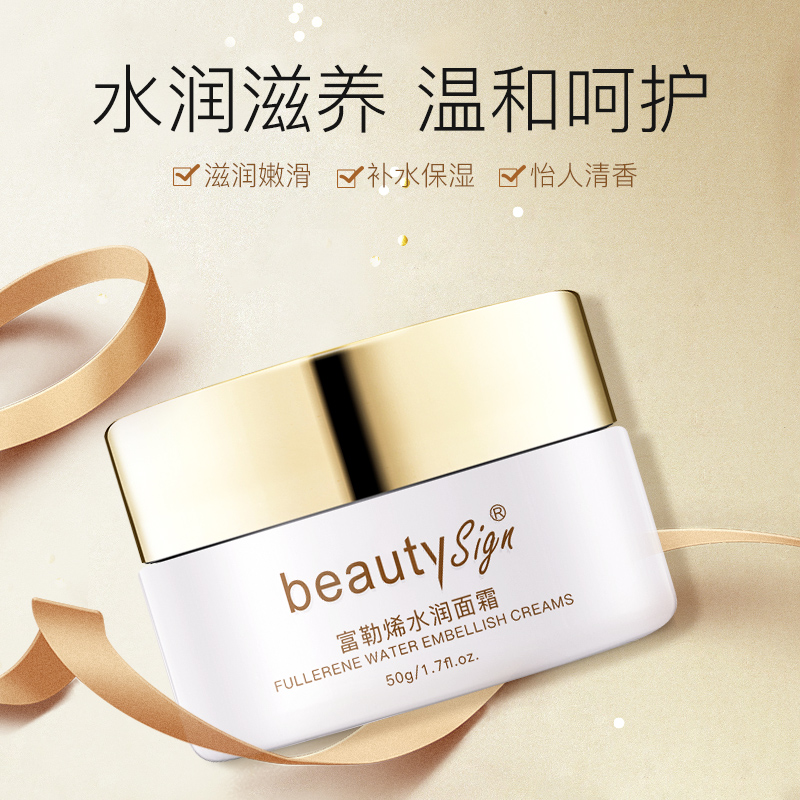 水润滋养 温和呵护
滋润嫩滑 补水保湿 怡人清香
beautySign®
富勒烯水润面霜
FULLERENE WATER EMBELLISH CREAMS
50g/1.7fl.oz.